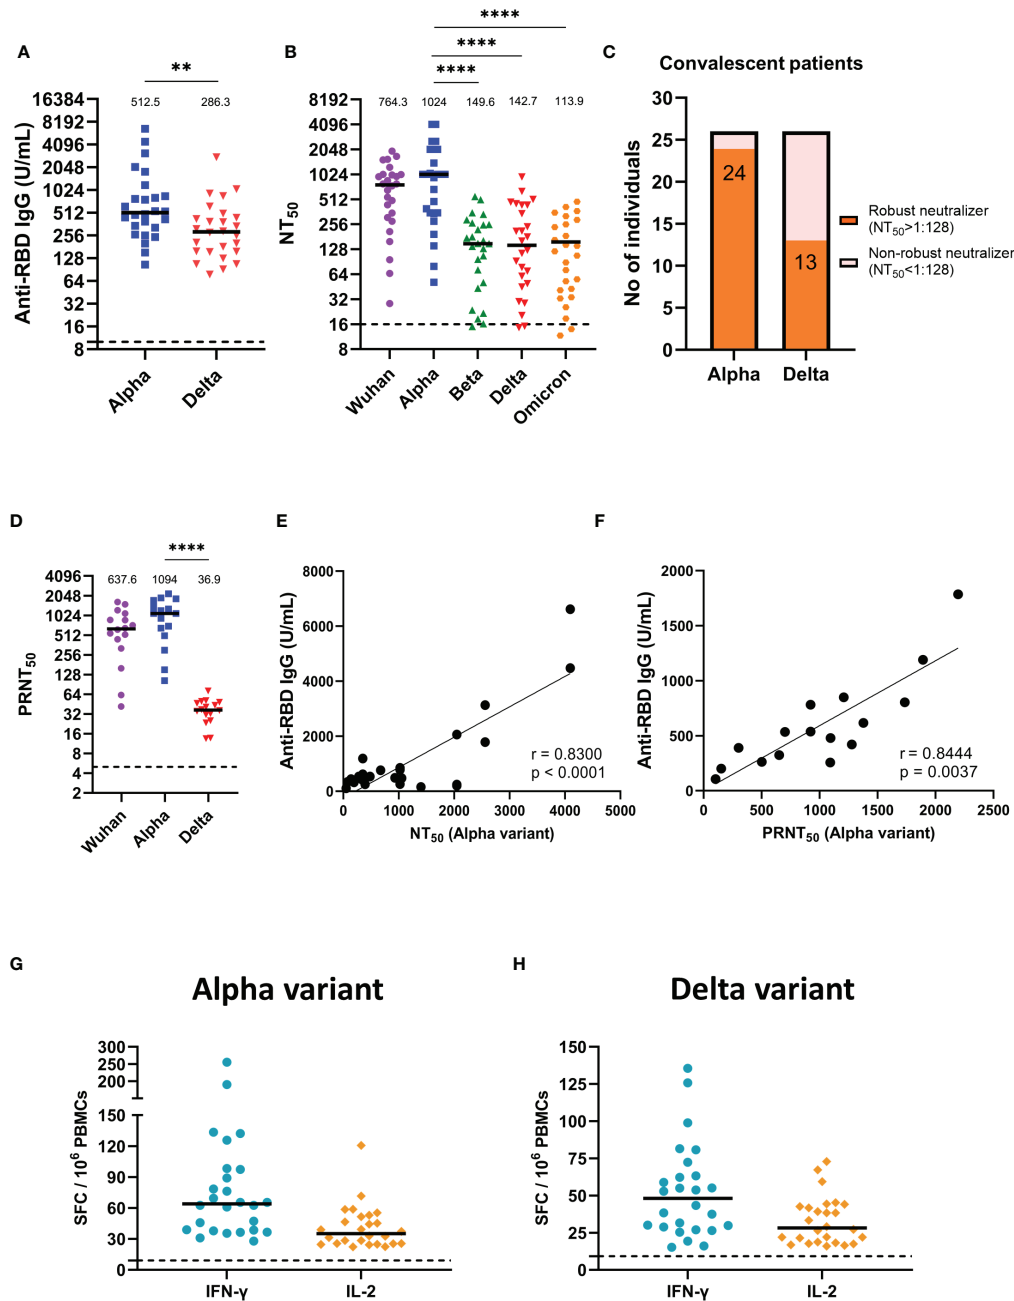 A
**
512.5 286.3
Anti-RBD IgG (U/mL)
16384
8192
4096
2048
1024
512
256
128
64
32
16
8
Alpha
Delta
B
****
****
****
764.3 1024 149.6 142.7 113.9
NT50
8192
4096
2048
1024
512
256
128
64
32
16
8
Wuhan
Alpha
Beta
Delta
Omicron
C
Convalescent patients
No of individuals
30
25
20
15
10
5
0
24
13
Alpha Delta
Robust neutralizer
(NT50>1:128)
Non-robust neutralizer
(NT50<1:128)
D
****
637.6 1094 36.9
PRNT50
4096
2048
1024
512
256
128
64
32
16
8
4
2
Wuhan
Alpha
Delta
E
Anti-RBD IgG (U/mL)
8000
6000
4000
2000
0
r = 0.8300
p < 0.0001
0 1000 2000 3000 4000 5000
NT50 (Alpha variant)
F
Anti-RBD IgG (U/mL)
2000
1500
1000
500
0
r = 0.8444
p = 0.0037
0 500 1000 1500 2000 2500
PRNT50 (Alpha variant)
G
Alpha variant
SFC / 10^6 PBMCs
300
250
200
150
120
90
60
30
0
IFN-γ IL-2
H
Delta variant
SFC / 10^6 PBMCs
150
125
100
75
50
25
0
IFN-γ IL-2